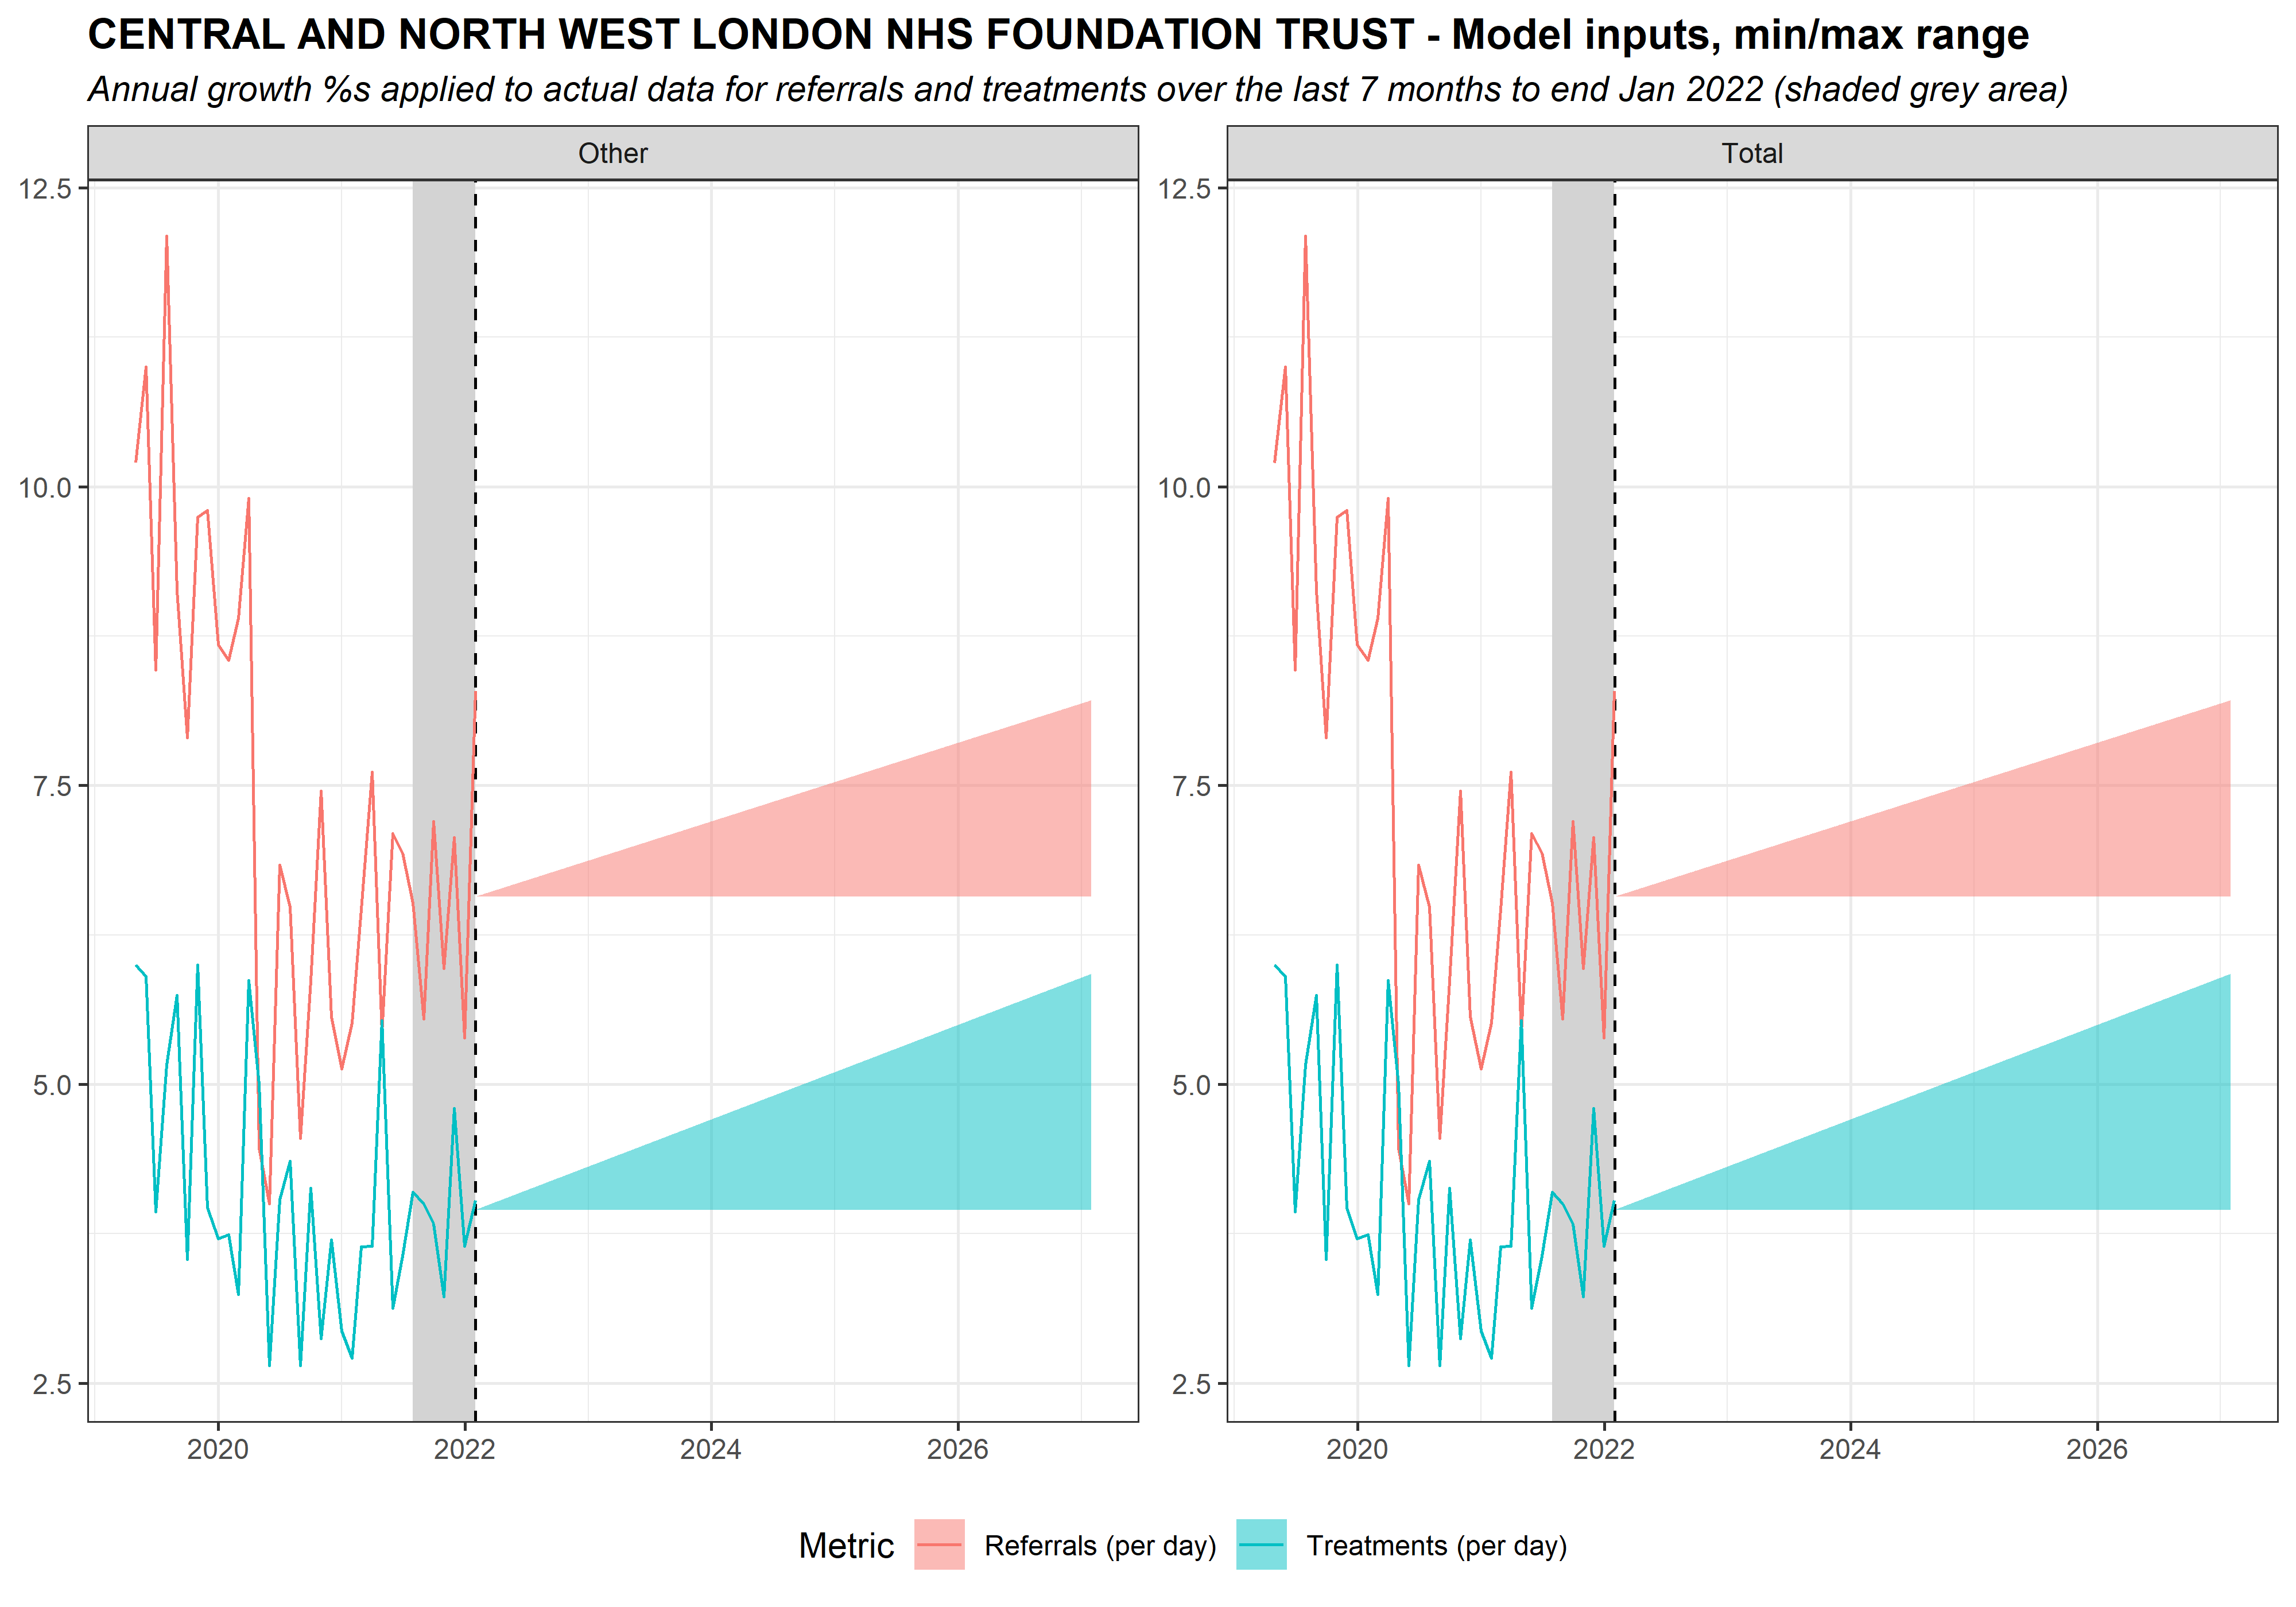 CENTRAL AND NORTH WEST LONDON NHS FOUNDATION TRUST - Model inputs, min/max range
Annual growth %s applied to actual data for referrals and treatments over the last 7 months to end Jan 2022 (shaded grey area)
Other
Total
12.5
10.0
7.5
5.0
2.5
12.5
10.0
7.5
5.0
2.5
2020 2022 2024 2026
2020 2022 2024 2026
Metric Referrals (per day) Treatments (per day)